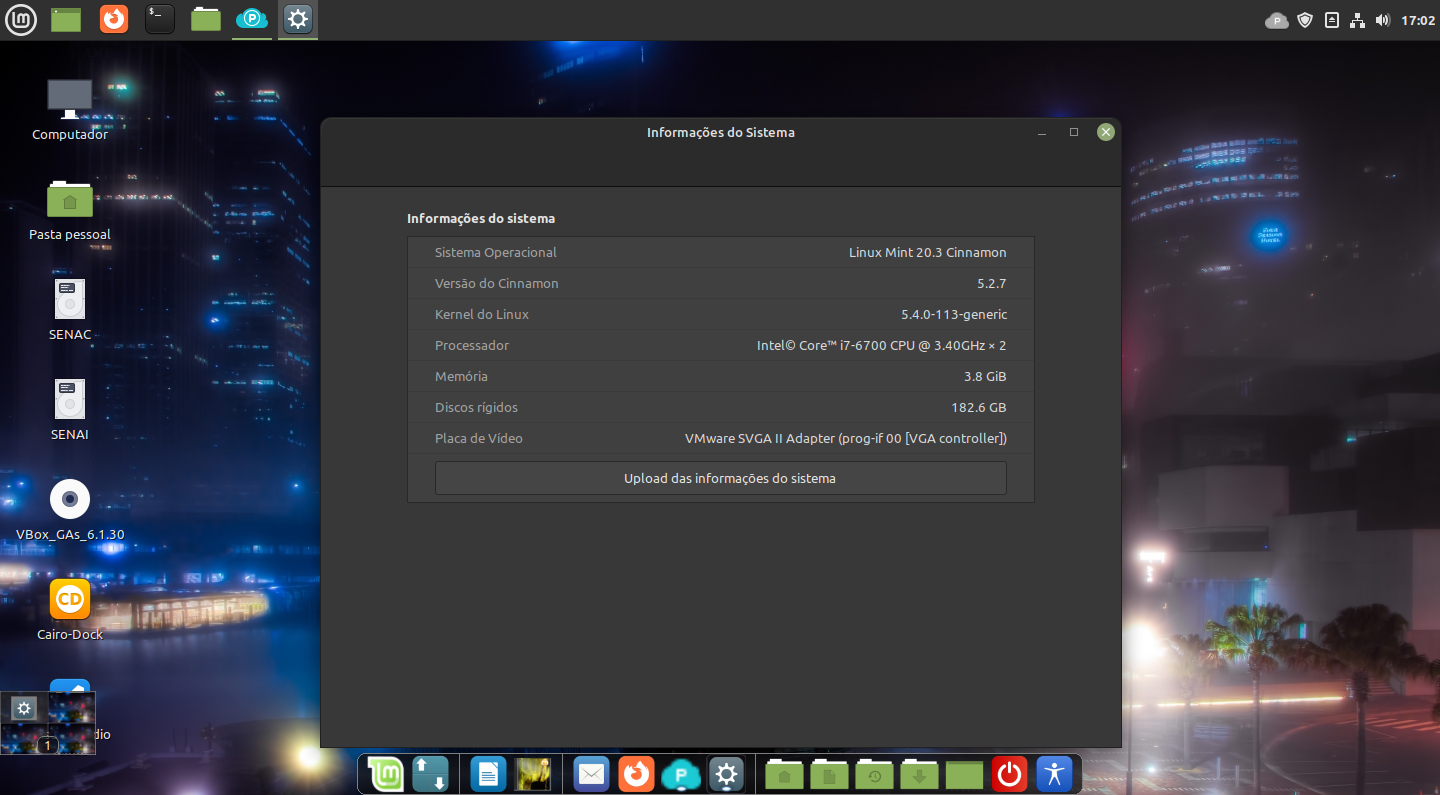 $_
P
P
17:02
Computador
Pasta pessoal
SENAC
SENAI
VBox_GAs_6.1.30
CD
Cairo-Dock
dio
1
Informações do Sistema
Informações do sistema
Sistema Operacional Linux Mint 20.3 Cinnamon
Versão do Cinnamon 5.2.7
Kernel do Linux 5.4.0-113-generic
Processador Intel© Core™ i7-6700 CPU @ 3.40GHz × 2
Memória 3.8 GiB
Discos rígidos 182.6 GB
Placa de Vídeo VMware SVGA II Adapter (prog-if 00 [VGA controller])
Upload das informações do sistema
P